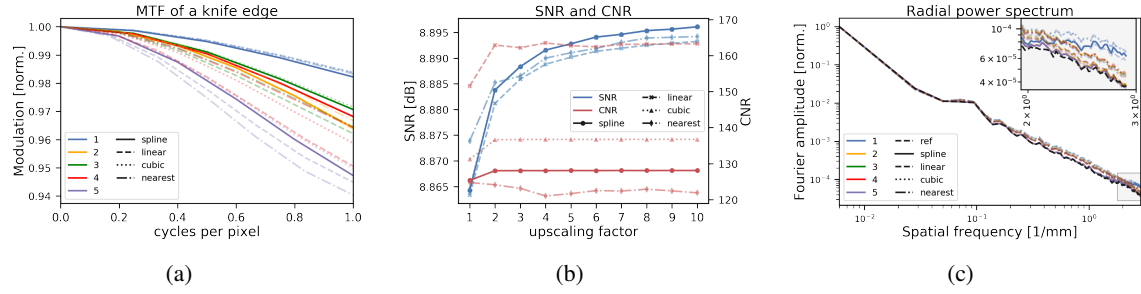 MTF of a knife edge
1.00
0.99
0.98
0.97
0.96
0.95
0.94
Modulation [norm.]
1
2
3
4
5
spline
linear
cubic
nearest
0.0
0.2
0.4
0.6
0.8
1.0
cycles per pixel
(a)
SNR and CNR
8.895
8.890
8.885
8.880
8.875
8.870
8.865
SNR [dB]
170
160
150
140
130
120
CNR
SNR
CNR
spline
linear
cubic
nearest
1 2 3 4 5 6 7 8 9 10
upscaling factor
(b)
Radial power spectrum
10⁰
10⁻¹
10⁻²
10⁻³
10⁻⁴
Fourier amplitude [norm.]
10⁻⁴
6 × 10⁻⁵
4 × 10⁻⁵
2 × 10⁰
3 × 10⁰
1
2
3
4
5
ref
spline
linear
cubic
nearest
10⁻²
10⁻¹
10⁰
Spatial frequency [1/mm]
(c)